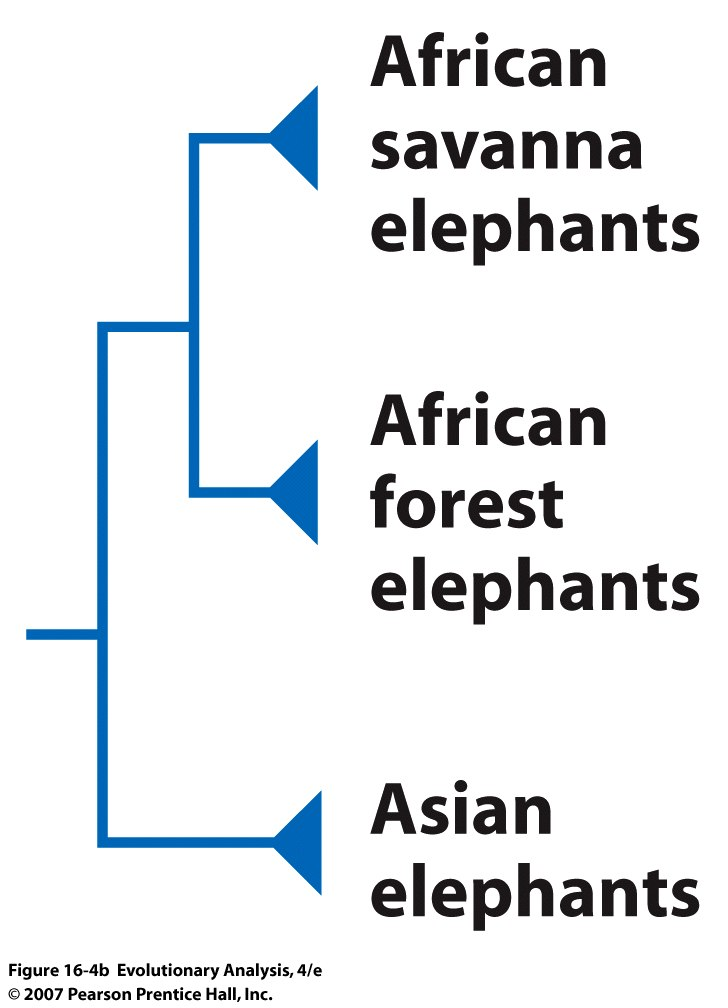 African
savanna
elephants
African
forest
elephants
Asian
elephants
Figure 16-4b Evolutionary Analysis, 4/e
© 2007 Pearson Prentice Hall, Inc.